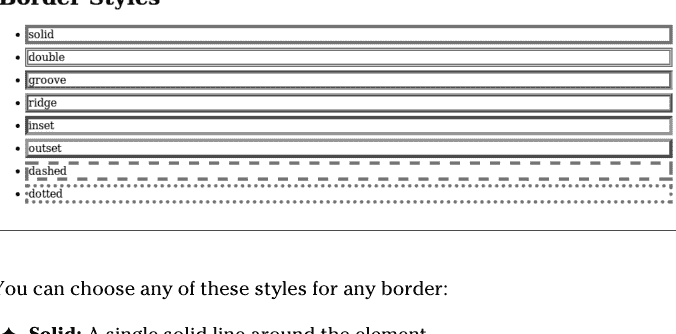 Border Styles
• solid
• double
• groove
• ridge
• inset
• outset
• dashed
• dotted
You can choose any of these styles for any border:
✦ Solid: A single solid line around the element